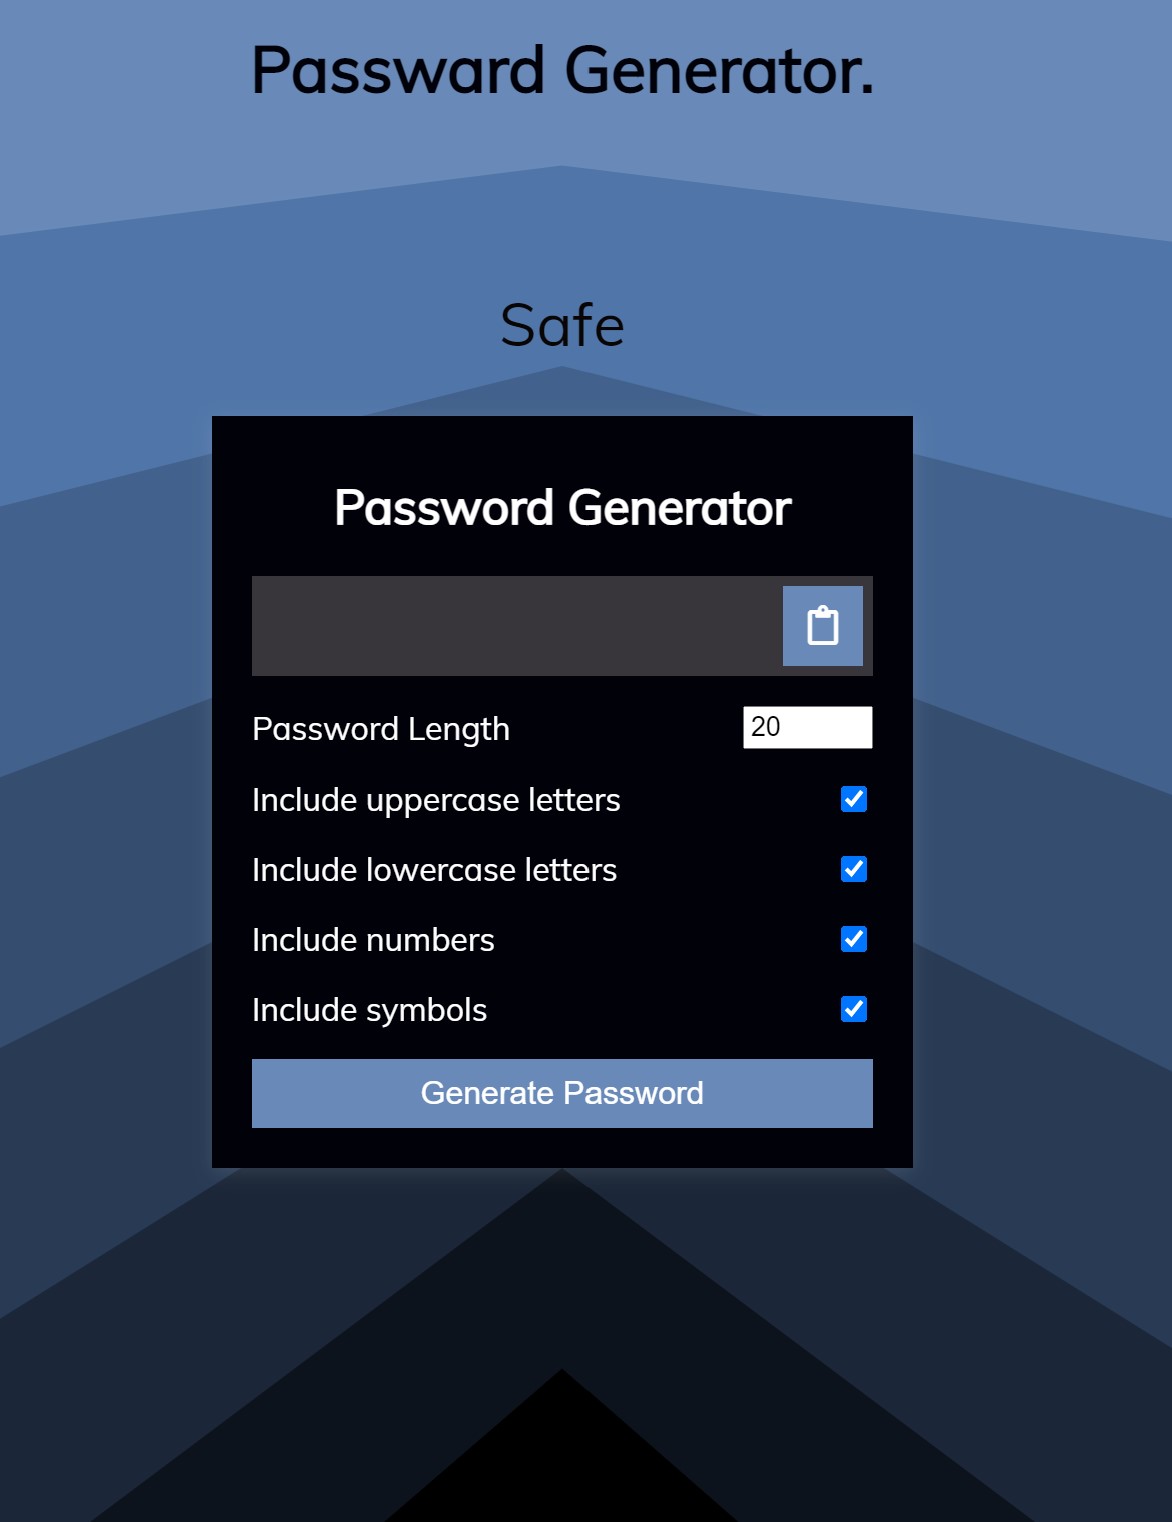 Passward Generator.
Safe
Password Generator
Password Length 20
Include uppercase letters
Include lowercase letters
Include numbers
Include symbols
Generate Password